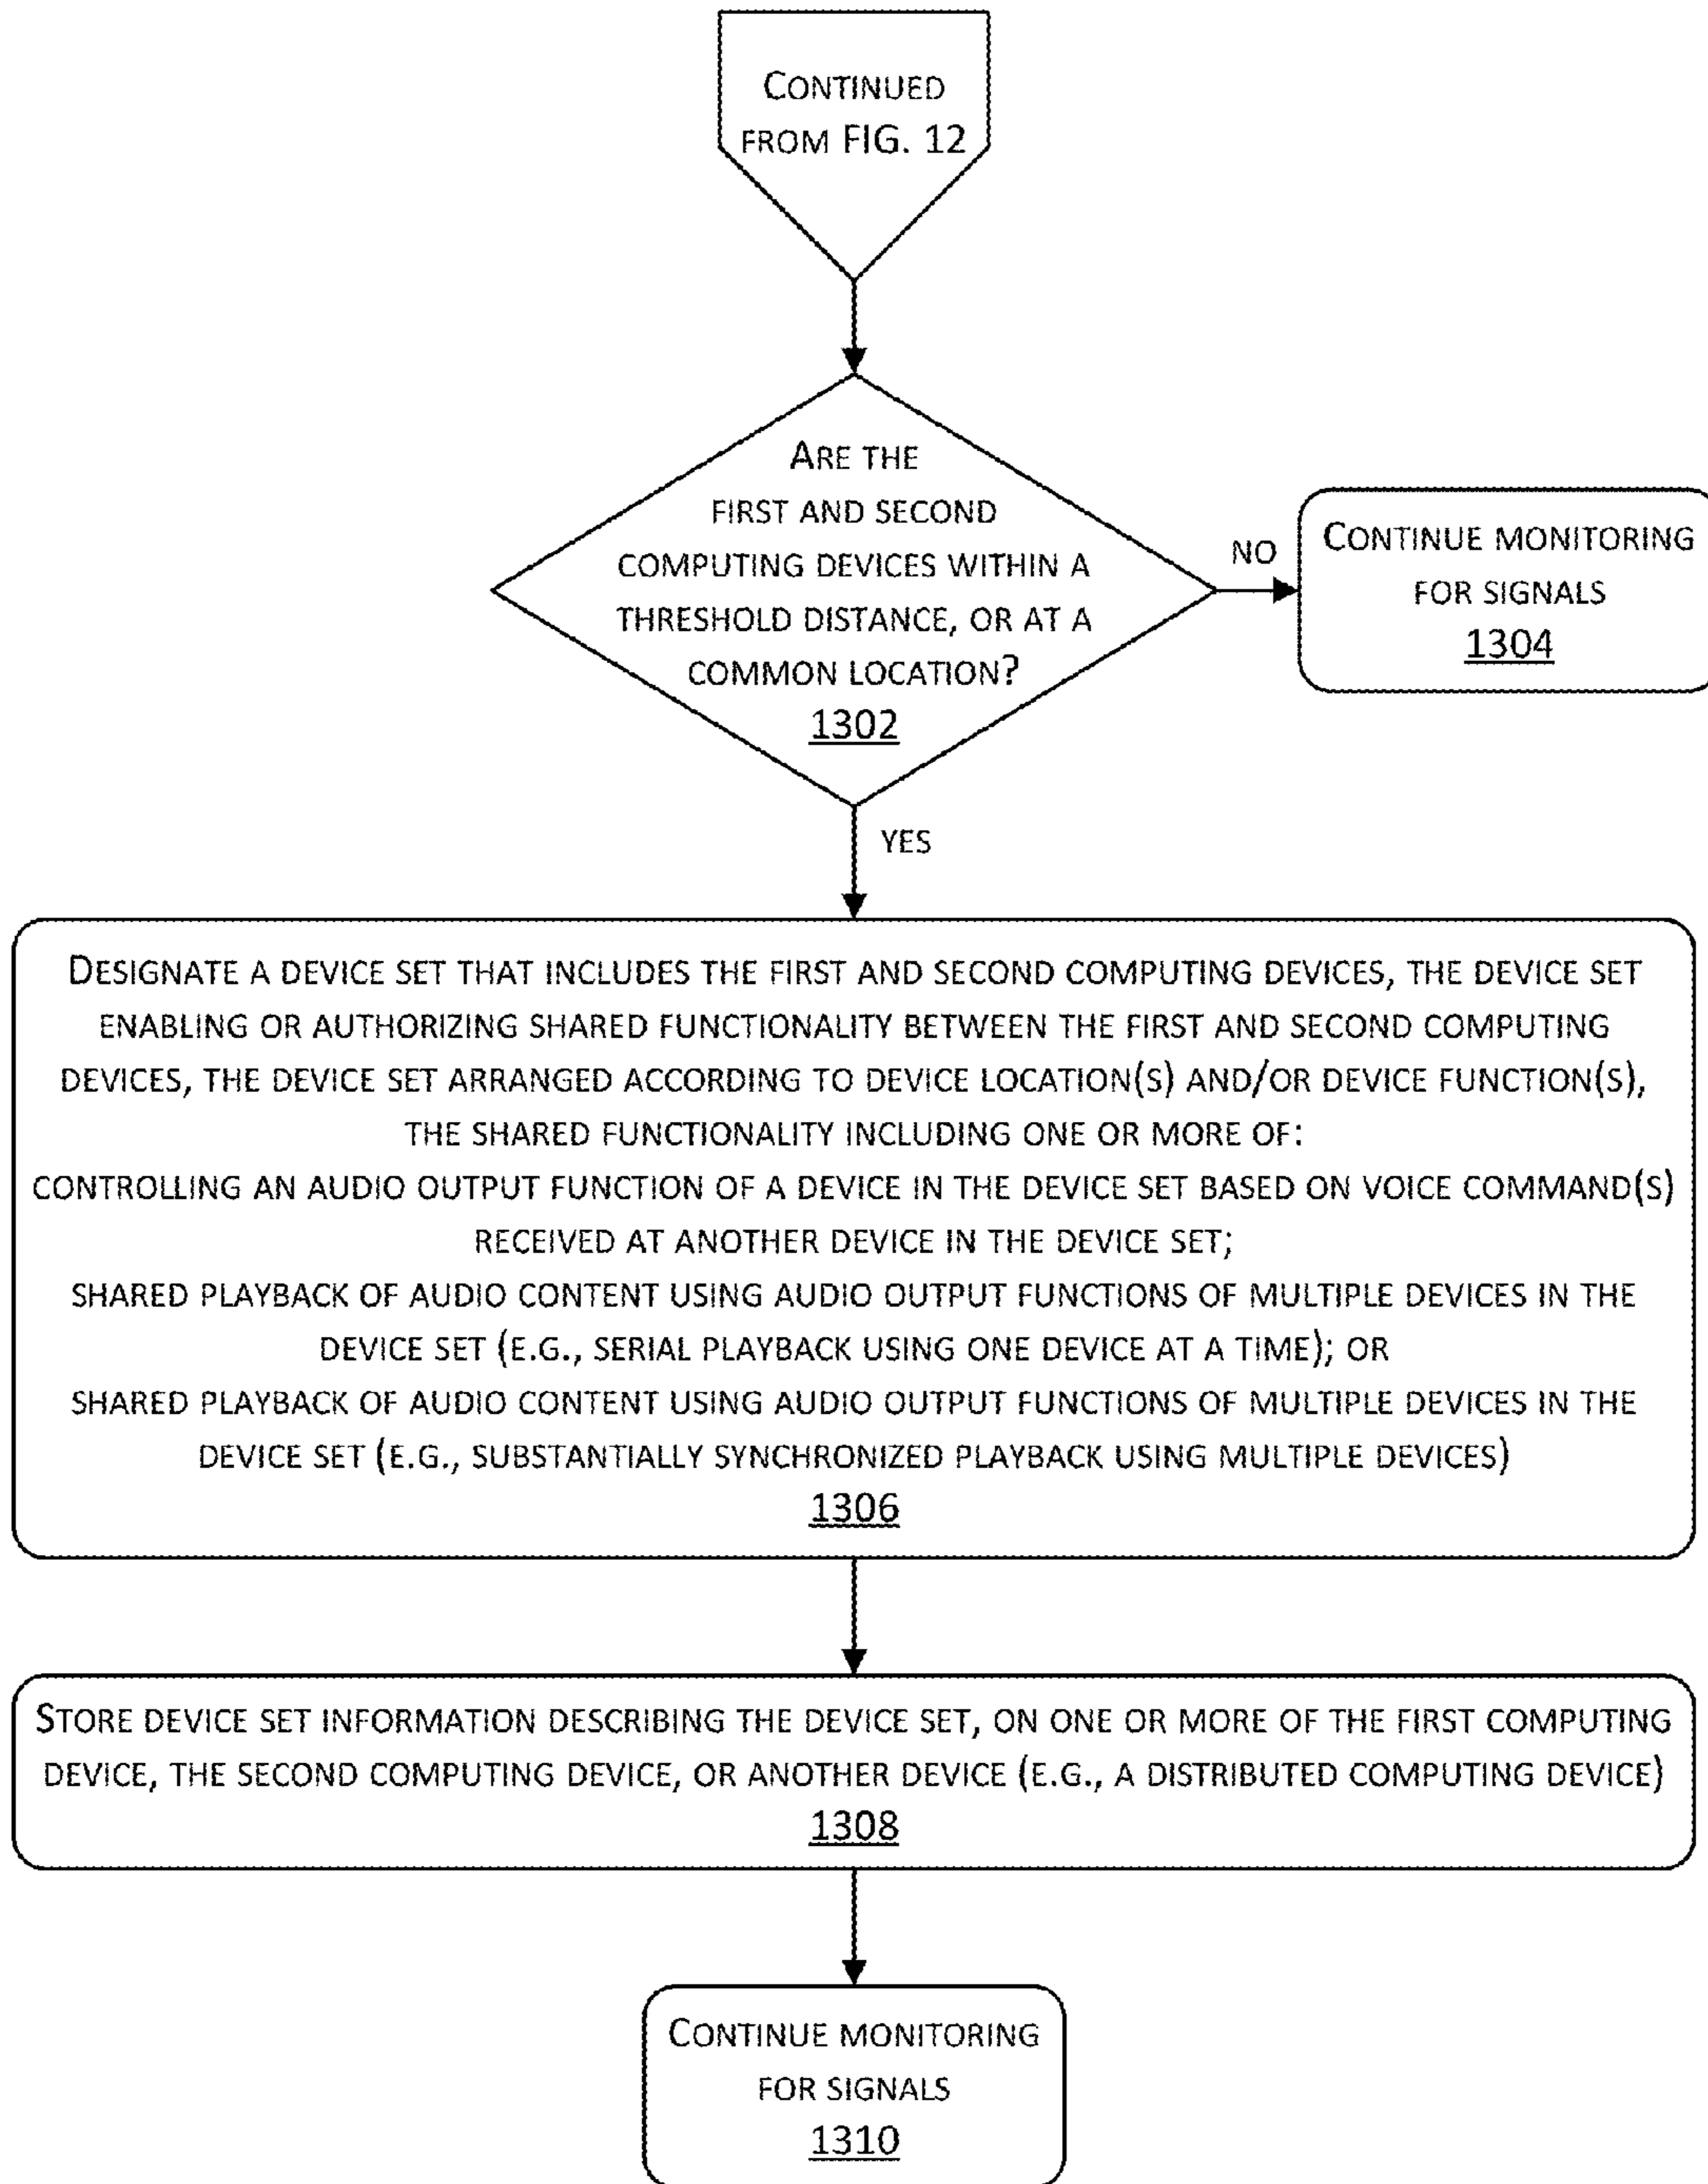 CONTINUED
FROM FIG. 12
ARE THE
FIRST AND SECOND
COMPUTING DEVICES WITHIN A
THRESHOLD DISTANCE, OR AT A
COMMON LOCATION?
1302
NO
CONTINUE MONITORING
FOR SIGNALS
1304
YES
DESIGNATE A DEVICE SET THAT INCLUDES THE FIRST AND SECOND COMPUTING DEVICES, THE DEVICE SET
ENABLING OR AUTHORIZING SHARED FUNCTIONALITY BETWEEN THE FIRST AND SECOND COMPUTING
DEVICES, THE DEVICE SET ARRANGED ACCORDING TO DEVICE LOCATION(S) AND/OR DEVICE FUNCTION(S),
THE SHARED FUNCTIONALITY INCLUDING ONE OR MORE OF:
CONTROLLING AN AUDIO OUTPUT FUNCTION OF A DEVICE IN THE DEVICE SET BASED ON VOICE COMMAND(S)
RECEIVED AT ANOTHER DEVICE IN THE DEVICE SET;
SHARED PLAYBACK OF AUDIO CONTENT USING AUDIO OUTPUT FUNCTIONS OF MULTIPLE DEVICES IN THE
DEVICE SET (E.G., SERIAL PLAYBACK USING ONE DEVICE AT A TIME); OR
SHARED PLAYBACK OF AUDIO CONTENT USING AUDIO OUTPUT FUNCTIONS OF MULTIPLE DEVICES IN THE
DEVICE SET (E.G., SUBSTANTIALLY SYNCHRONIZED PLAYBACK USING MULTIPLE DEVICES)
1306
STORE DEVICE SET INFORMATION DESCRIBING THE DEVICE SET, ON ONE OR MORE OF THE FIRST COMPUTING
DEVICE, THE SECOND COMPUTING DEVICE, OR ANOTHER DEVICE (E.G., A DISTRIBUTED COMPUTING DEVICE)
1308
CONTINUE MONITORING
FOR SIGNALS
1310